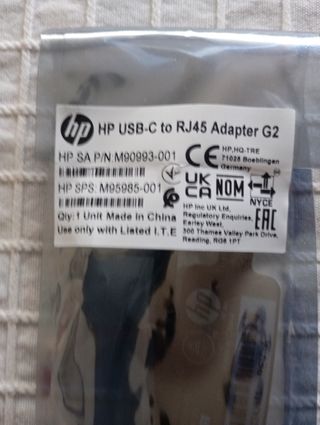 hp HP USB-C to RJ45 Adapter G2
HP SA P/N:M90993-001
HP SPS: M95985-001
Qty:1 Unit Made in China
Use only with Listed I.T.E
CE HP, HQ-TRE
71025 Boeblingen
Germany
UK
CA
NOM
NYCE
HP Inc UK Ltd,
Regulatory Enquiries,
Earley West,
300 Thames Valley Park Drive,
Reading, RG6 1PT
EAC
hp